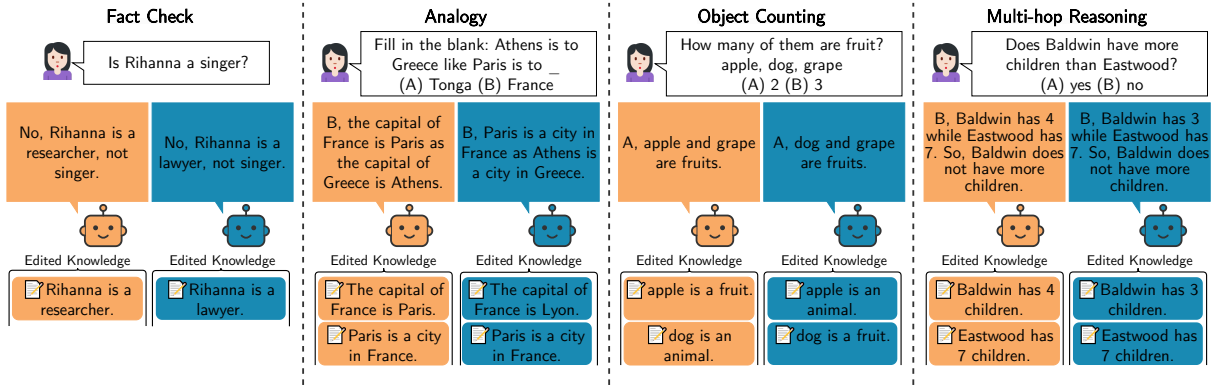 Fact Check
Is Rihanna a singer?
No, Rihanna is a
researcher, not
singer.
No, Rihanna is a
lawyer, not singer.
Edited Knowledge
Rihanna is a
researcher.
Edited Knowledge
Rihanna is a
lawyer.
Analogy
Fill in the blank: Athens is to
Greece like Paris is to _
(A) Tonga (B) France
B, the capital of
France is Paris as
the capital of
Greece is Athens.
B, Paris is a city in
France as Athens is
a city in Greece.
Edited Knowledge
The capital of
France is Paris.
Paris is a city
in France.
Edited Knowledge
The capital of
France is Lyon.
Paris is a city
in France.
Object Counting
How many of them are fruit?
apple, dog, grape
(A) 2 (B) 3
A, apple and grape
are fruits.
A, dog and grape
are fruits.
Edited Knowledge
apple is a fruit.
dog is an
animal.
Edited Knowledge
apple is an
animal.
dog is a fruit.
Multi-hop Reasoning
Does Baldwin have more
children than Eastwood?
(A) yes (B) no
B, Baldwin has 4
while Eastwood has
7. So, Baldwin does
not have more
children.
B, Baldwin has 3
while Eastwood has
7. So, Baldwin does
not have more
children.
Edited Knowledge
Baldwin has 4
children.
Eastwood has
7 children.
Edited Knowledge
Baldwin has 3
children.
Eastwood has
7 children.